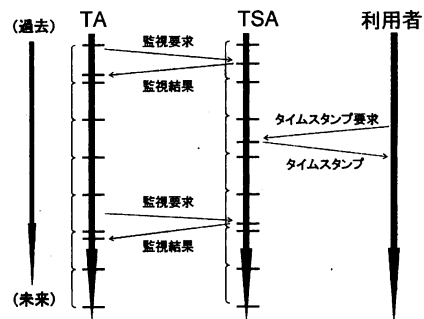 (過去)
TA
TSA
利用者
監視要求
監視結果
タイムスタンプ要求
タイムスタンプ
監視要求
監視結果
(未来)